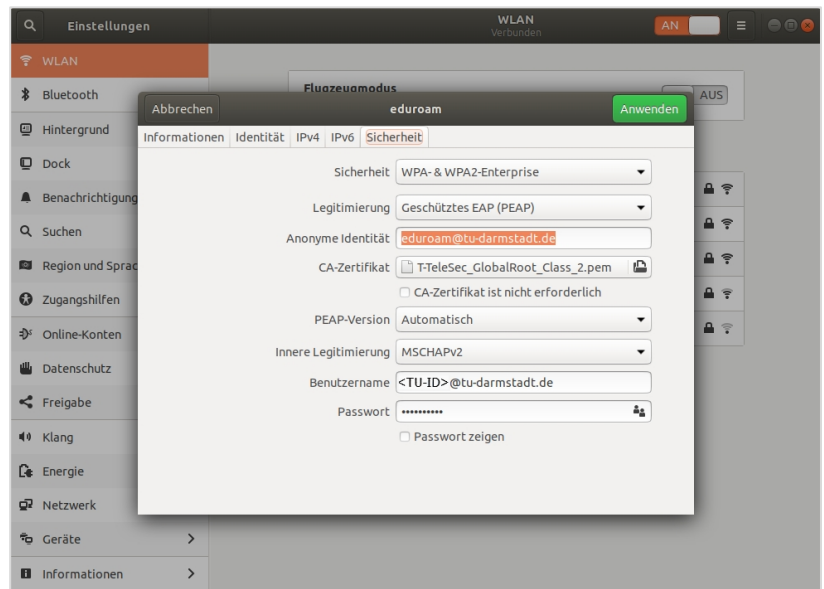 Einstellungen
WLAN
Verbunden
AN
WLAN
Bluetooth
Hintergrund
Dock
Benachrichtigung
Suchen
Region und Sprac
Zugangshilfen
Online-Konten
Datenschutz
Freigabe
Klang
Energie
Netzwerk
Geräte
Informationen
Flugzeugmodus
AUS
Abbrechen
eduroam
Anwenden
Informationen Identität IPv4 IPv6 Sicherheit
Sicherheit WPA- & WPA2-Enterprise
Legitimierung Geschütztes EAP (PEAP)
Anonyme Identität eduroam@tu-darmstadt.de
CA-Zertifikat T-TeleSec_GlobalRoot_Class_2.pem
CA-Zertifikat ist nicht erforderlich
PEAP-Version Automatisch
Innere Legitimierung MSCHAPv2
Benutzername <TU-ID>@tu-darmstadt.de
Passwort ••••••••••
Passwort zeigen